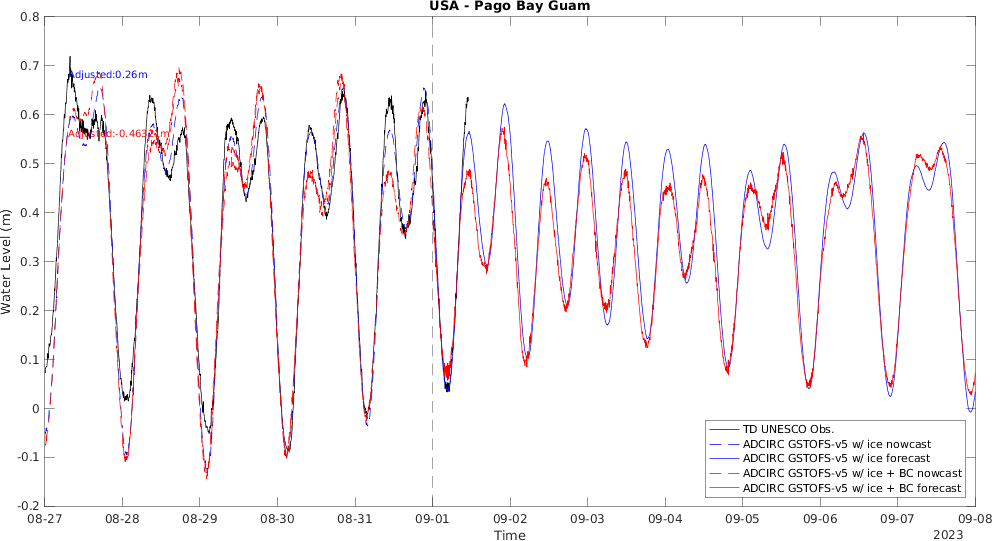 USA - Pago Bay Guam
0.8
0.7
0.6
0.5
0.4
0.3
0.2
0.1
0
-0.1
-0.2
Water Level (m)
Adjusted:0.26m
TD UNESCO Obs.
ADCIRC GSTOFS-v5 w/ ice nowcast
ADCIRC GSTOFS-v5 w/ ice forecast
ADCIRC GSTOFS-v5 w/ ice + BC nowcast
ADCIRC GSTOFS-v5 w/ ice + BC forecast
08-27 08-28 08-29 08-30 08-31 09-01 09-02 09-03 09-04 09-05 09-06 09-07 09-08
Time
2023